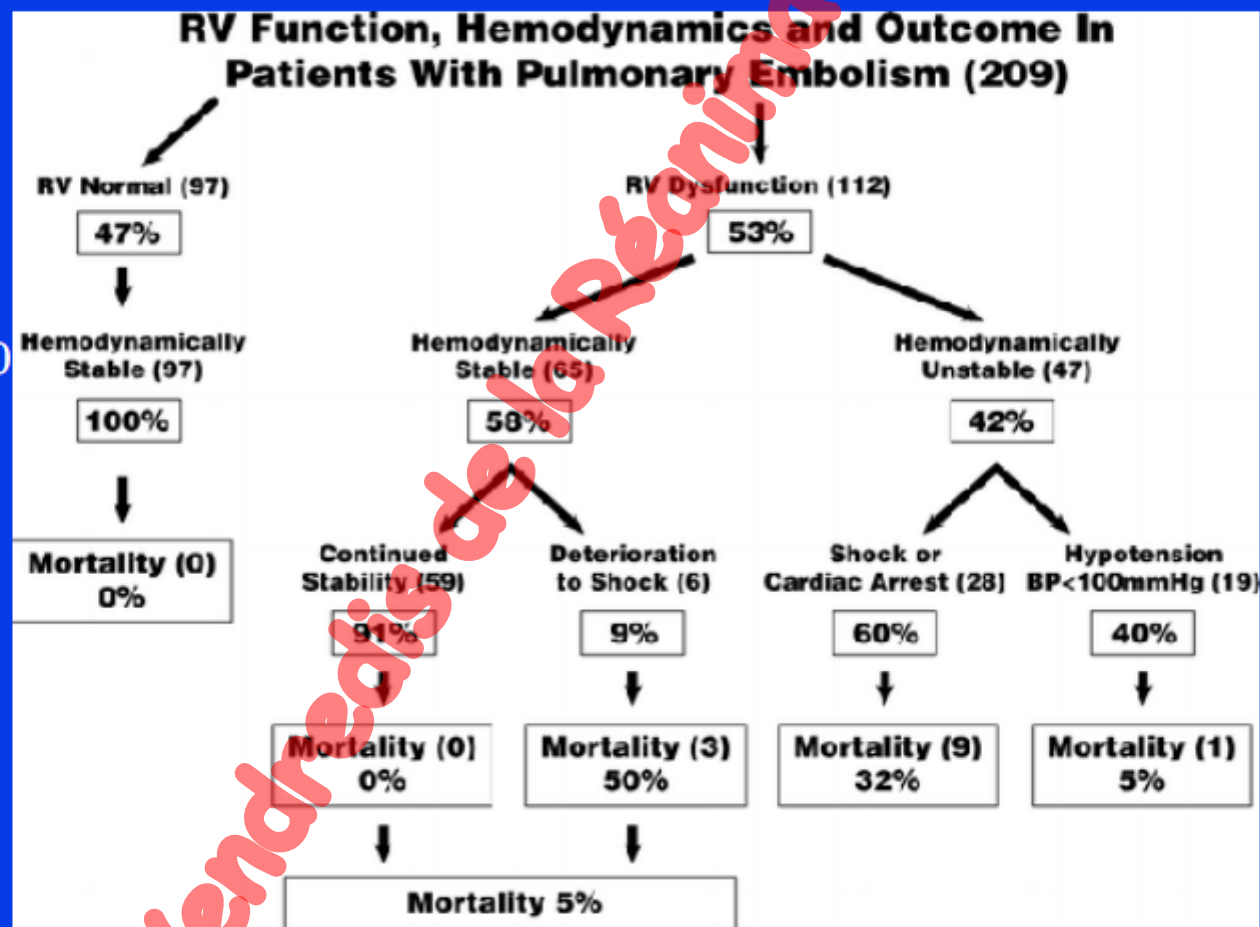 RV Function, Hemodynamics and Outcome In
Patients With Pulmonary Embolism (209)
RV Normal (97)
47%
Hemodynamically
Stable (97)
100%
Mortality (0)
0%
RV Dysfunction (112)
53%
Hemodynamically
Stable (65)
58%
Continued
Stability (59)
91%
Mortality (0)
0%
Deterioration
to Shock (6)
9%
Mortality (3)
50%
Mortality 5%
Hemodynamically
Unstable (47)
42%
Shock or
Cardiac Arrest (28)
60%
Mortality (9)
32%
Hypotension
BP<100mmHg (19)
40%
Mortality (1)
5%
de la